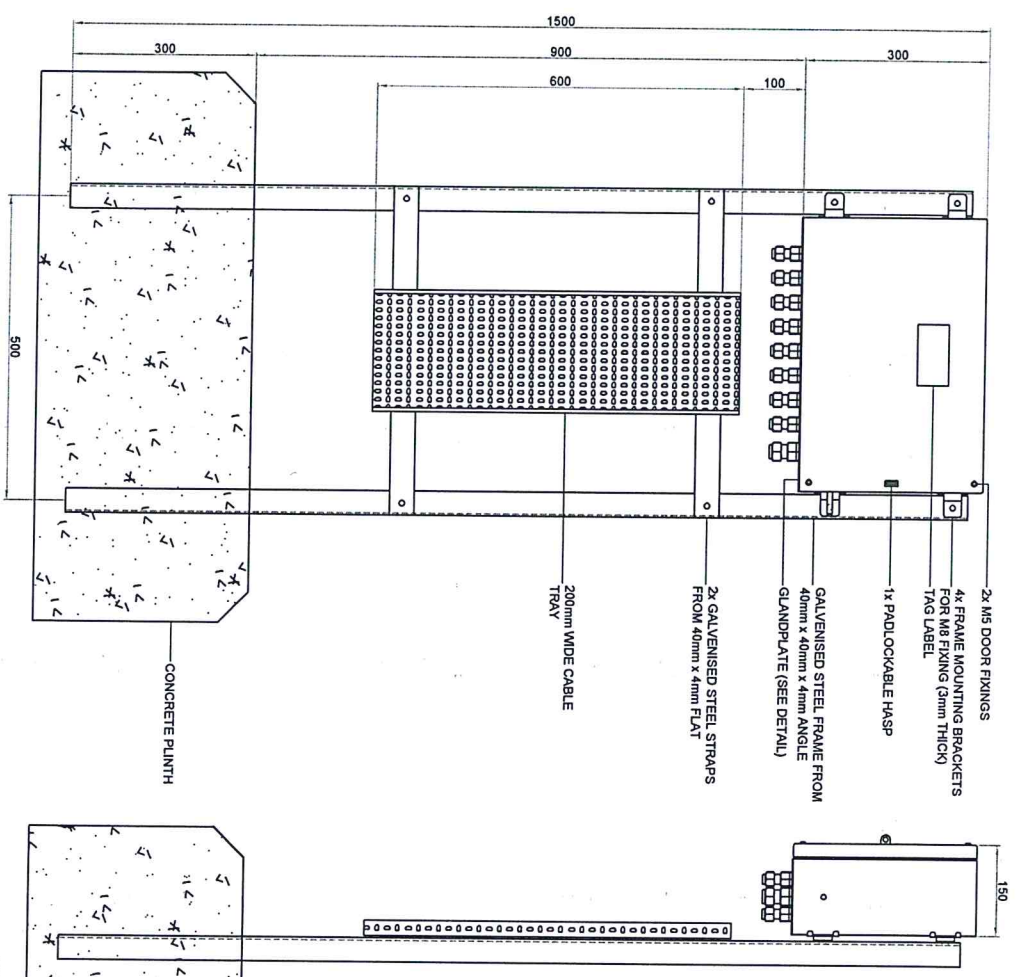 1500
300
900
300
600
100
500
2x M5 DOOR FIXINGS
4x FRAME MOUNTING BRACKETS
FOR M8 FIXING (3mm THICK)
TAG LABEL
1x PADLOCKABLE HASP
GALVENISED STEEL FRAME FROM
40mm x 40mm x 4mm ANGLE
GLANDPLATE (SEE DETAIL)
2x GALVENISED STEEL STRAPS
FROM 40mm x 4mm FLAT
200mm WIDE CABLE
TRAY
CONCRETE PLINTH
150